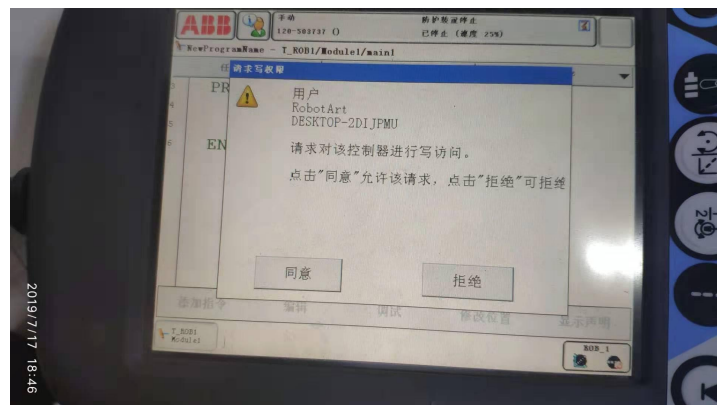 ABB
手动
防护装置停止
120-503737 ()
已停止 (速度 25%)
NewProgramName - T_ROB1/Module1/main1
请求写权限
3
PR
4
5
6
EN
用户
RobotArt
DESKTOP-2DIJPMU
请求对该控制器进行写访问。
点击"同意"允许该请求, 点击"拒绝"可拒绝
同意
拒绝
添加指令
编辑
调试
修改位置
显示声明
T_ROB1
Module1
ROB_1
2019/7/17 18:46